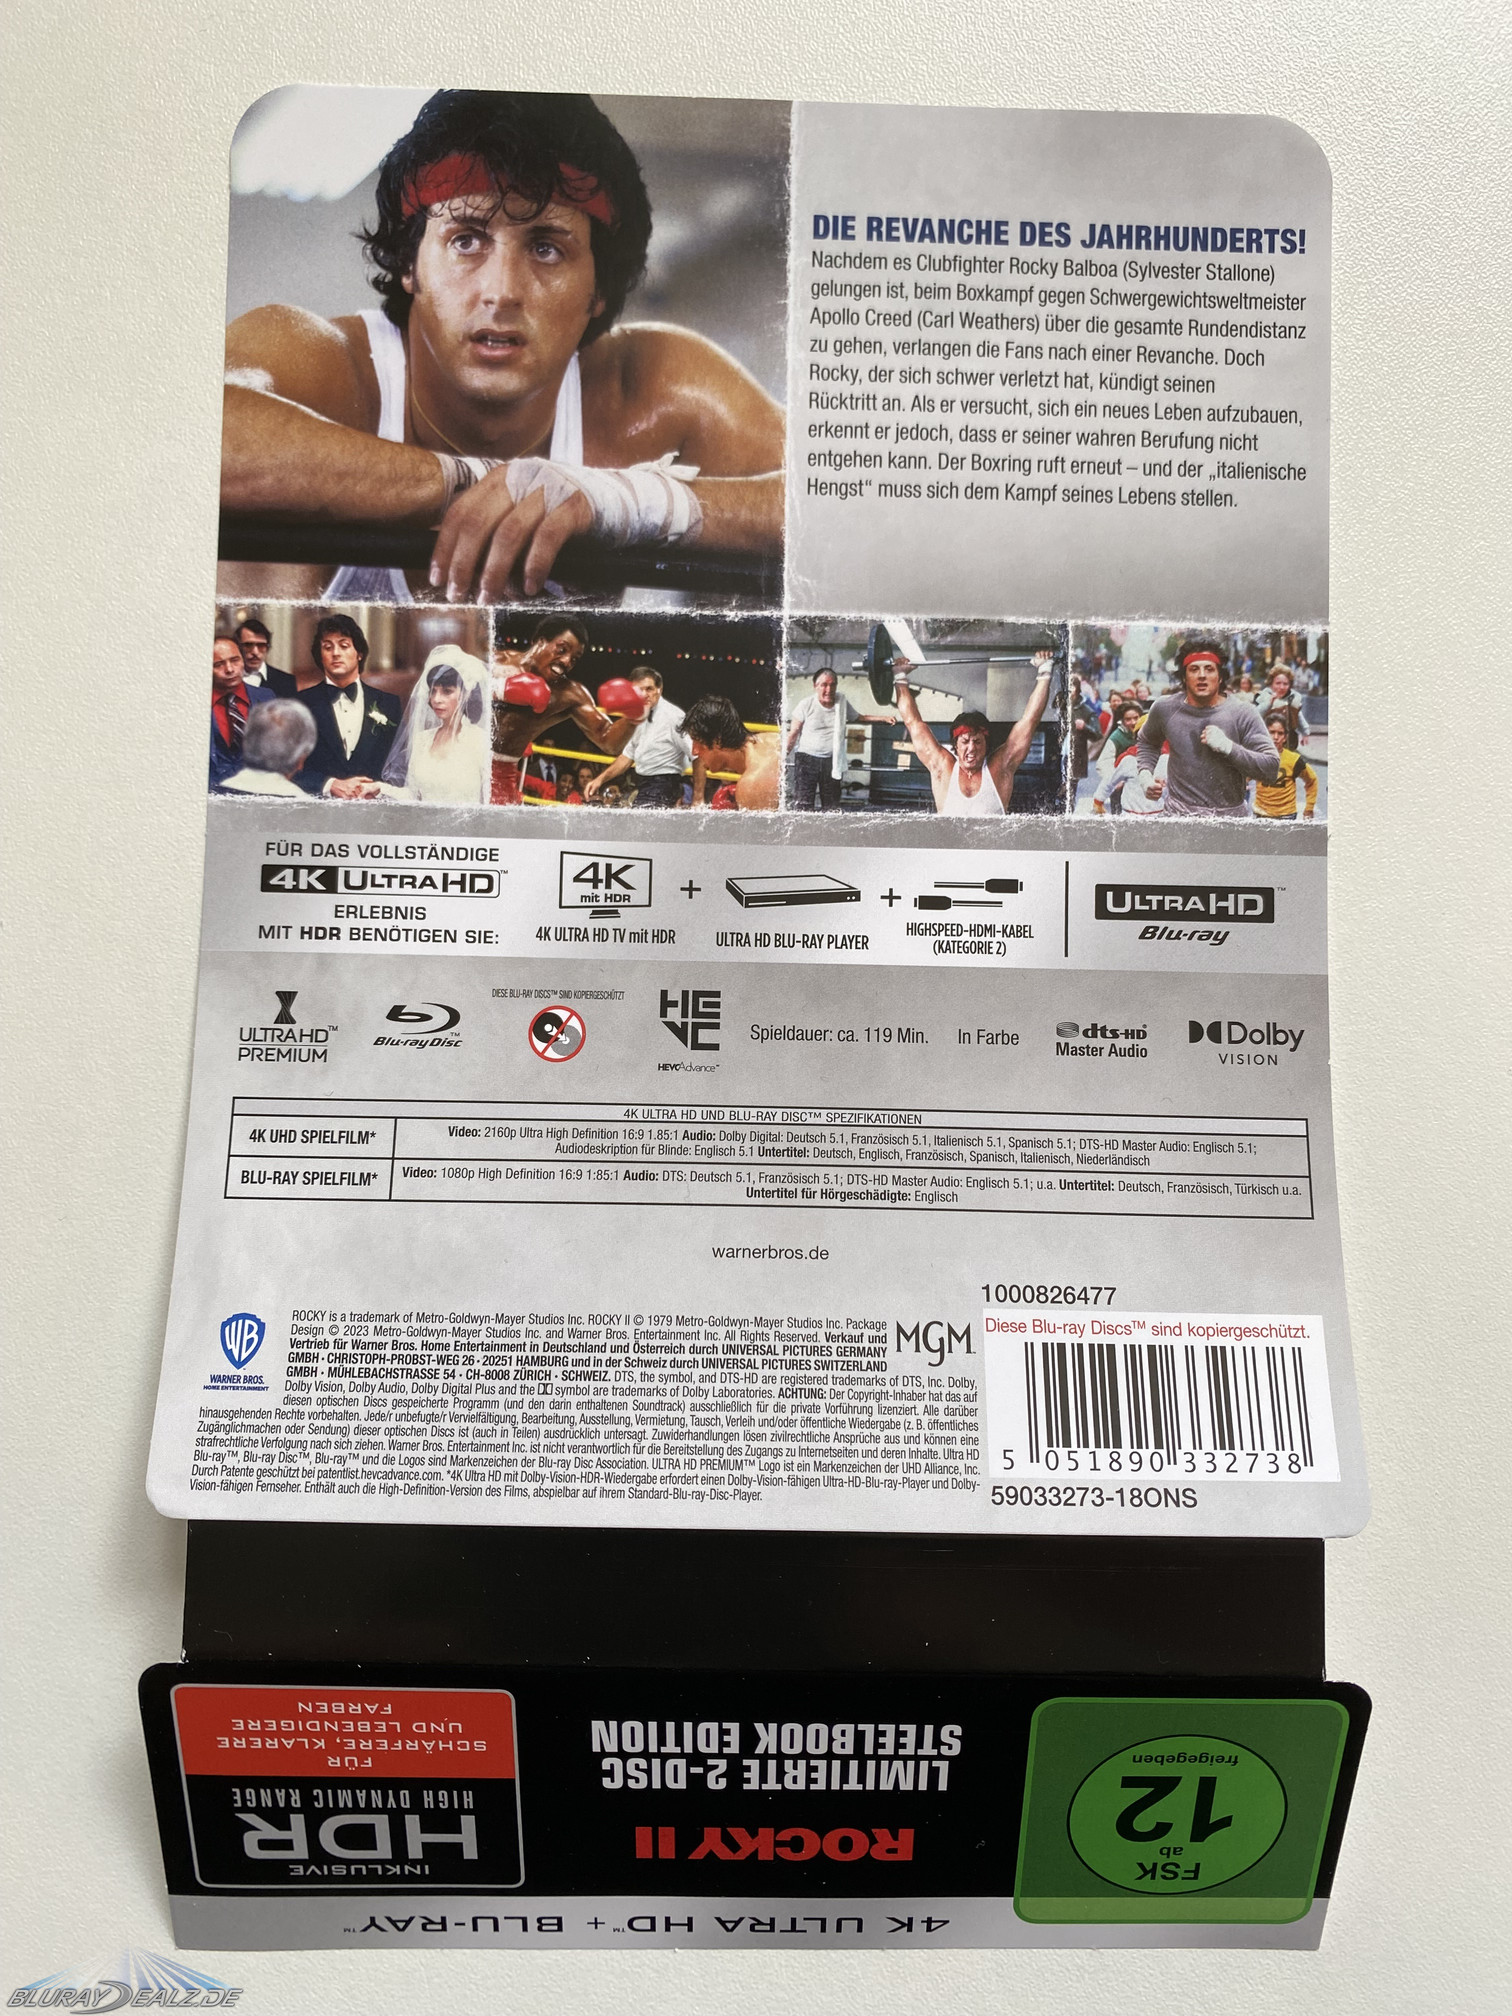 DIE REVANCHE DES JAHRHUNDERTS!
Nachdem es Clubfighter Rocky Balboa (Sylvester Stallone)
gelungen ist, beim Boxkampf gegen Schwergewichtsweltmeister
Apollo Creed (Carl Weathers) über die gesamte Rundendistanz
zu gehen, verlangen die Fans nach einer Revanche. Doch
Rocky, der sich schwer verletzt hat, kündigt seinen
Rücktritt an. Als er versucht, sich ein neues Leben aufzubauen,
erkennt er jedoch, dass er seiner wahren Berufung nicht
entgehen kann. Der Boxring ruft erneut – und der „italienische
Hengst“ muss sich dem Kampf seines Lebens stellen.
FÜR DAS VOLLSTÄNDIGE
4K ULTRA HD™
ERLEBNIS
MIT HDR BENÖTIGEN SIE:
4K
mit HDR
4K ULTRA HD TV mit HDR
+
ULTRA HD BLU-RAY PLAYER
+
HIGHSPEED-HDMI-KABEL
(KATEGORIE 2)
ULTRA HD™
Blu-ray
ULTRA HD™
PREMIUM
Blu-ray Disc™
DIESE BLU-RAY DISCS™ SIND KOPIERGESCHÜTZT
HEVC
HEVCAdvance™
Spieldauer: ca. 119 Min.
In Farbe
dts-HD
Master Audio
Dolby
VISION
4K ULTRA HD UND BLU-RAY DISC™ SPEZIFIKATIONEN
4K UHD SPIELFILM*
Video: 2160p Ultra High Definition 16:9 1.85:1 Audio: Dolby Digital: Deutsch 5.1, Französisch 5.1, Italienisch 5.1, Spanisch 5.1; DTS-HD Master Audio: Englisch 5.1;
Audiodeskription für Blinde: Englisch 5.1 Untertitel: Deutsch, Englisch, Französisch, Spanisch, Italienisch, Niederländisch
BLU-RAY SPIELFILM*
Video: 1080p High Definition 16:9 1:85:1 Audio: DTS: Deutsch 5.1, Französisch 5.1; DTS-HD Master Audio: Englisch 5.1; u.a. Untertitel: Deutsch, Französisch, Türkisch u.a.
Untertitel für Hörgeschädigte: Englisch
warnerbros.de
WB
WARNER BROS.
HOME ENTERTAINMENT
ROCKY is a trademark of Metro-Goldwyn-Mayer Studios Inc. ROCKY II © 1979 Metro-Goldwyn-Mayer Studios Inc. Package
Design © 2023 Metro-Goldwyn-Mayer Studios Inc. and Warner Bros. Entertainment Inc. All Rights Reserved. Verkauf und
Vertrieb für Warner Bros. Home Entertainment in Deutschland und Österreich durch UNIVERSAL PICTURES GERMANY
GMBH · CHRISTOPH-PROBST-WEG 26 · 20251 HAMBURG und in der Schweiz durch UNIVERSAL PICTURES SWITZERLAND
GMBH · MÜHLEBACHSTRASSE 54 · CH-8008 ZÜRICH · SCHWEIZ. DTS, the symbol, and DTS-HD are registered trademarks of DTS, Inc. Dolby,
Dolby Vision, Dolby Audio, Dolby Digital Plus and the symbol are trademarks of Dolby Laboratories. ACHTUNG: Der Copyright-Inhaber hat das auf
diesen optischen Discs gespeicherte Programm (und den darin enthaltenen Soundtrack) ausschließlich für die private Vorführung lizenziert. Alle darüber
hinausgehenden Rechte vorbehalten. Jede/r unbefugte/r Vervielfältigung, Bearbeitung, Ausstellung, Vermietung, Tausch, Verleih und/oder öffentliche Wiedergabe (z. B. öffentliches
Zugänglichmachen oder Sendung) dieser optischen Discs ist (auch in Teilen) ausdrücklich untersagt. Zuwiderhandlungen lösen zivilrechtliche Ansprüche aus und können eine
strafrechtliche Verfolgung nach sich ziehen. Warner Bros. Entertainment Inc. ist nicht verantwortlich für die Bereitstellung des Zugangs zu Internetseiten und deren Inhalte. Ultra HD
Blu-ray™, Blu-ray Disc™, Blu-ray™ und die Logos sind Markenzeichen der Blu-ray Disc Association. ULTRA HD PREMIUM™ Logo ist ein Markenzeichen der UHD Alliance, Inc.
Durch Patente geschützt bei patentlist.hevcadvance.com. *4K Ultra HD mit Dolby-Vision-HDR-Wiedergabe erfordert einen Dolby-Vision-fähigen Ultra-HD-Blu-ray-Player und Dolby-
Vision-fähigen Fernseher. Enthält auch die High-Definition-Version des Films, abspielbar auf ihrem Standard-Blu-ray-Disc-Player.
MGM
1000826477
Diese Blu-ray Discs™ sind kopiergeschützt.
5 051890 332738
59033273-18ONS
4K ULTRA HD™ + BLU-RAY™
FSK
ab
12
freigegeben
ROCKY II
LIMITIERTE 2-DISC
STEELBOOK EDITION
INKLUSIVE
HDR
HIGH DYNAMIC RANGE
FÜR
SCHÄRFERE, KLARERE
UND LEBENDIGERE
FARBEN
BLURAYDEALZ.DE